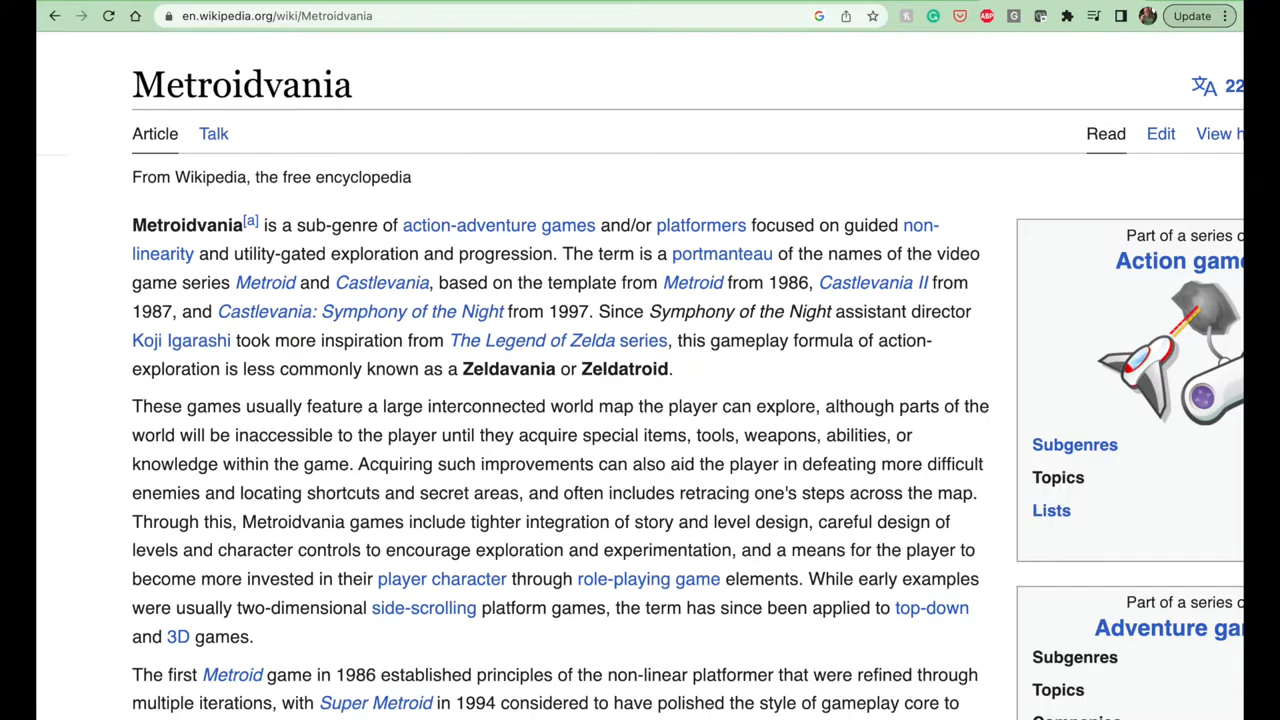 en.wikipedia.org/wiki/Metroidvania
Update
Metroidvania
22
Article Talk
Read Edit View h
From Wikipedia, the free encyclopedia
Metroidvania[a] is a sub-genre of action-adventure games and/or platformers focused on guided non-
linearity and utility-gated exploration and progression. The term is a portmanteau of the names of the video
game series Metroid and Castlevania, based on the template from Metroid from 1986, Castlevania II from
1987, and Castlevania: Symphony of the Night from 1997. Since Symphony of the Night assistant director
Koji Igarashi took more inspiration from The Legend of Zelda series, this gameplay formula of action-
exploration is less commonly known as a Zeldavania or Zeldatroid.
These games usually feature a large interconnected world map the player can explore, although parts of the
world will be inaccessible to the player until they acquire special items, tools, weapons, abilities, or
knowledge within the game. Acquiring such improvements can also aid the player in defeating more difficult
enemies and locating shortcuts and secret areas, and often includes retracing one's steps across the map.
Through this, Metroidvania games include tighter integration of story and level design, careful design of
levels and character controls to encourage exploration and experimentation, and a means for the player to
become more invested in their player character through role-playing game elements. While early examples
were usually two-dimensional side-scrolling platform games, the term has since been applied to top-down
and 3D games.
The first Metroid game in 1986 established principles of the non-linear platformer that were refined through
multiple iterations, with Super Metroid in 1994 considered to have polished the style of gameplay core to
Part of a series o
Action gam
Subgenres
Topics
Lists
Part of a series o
Adventure ga
Subgenres
Topics